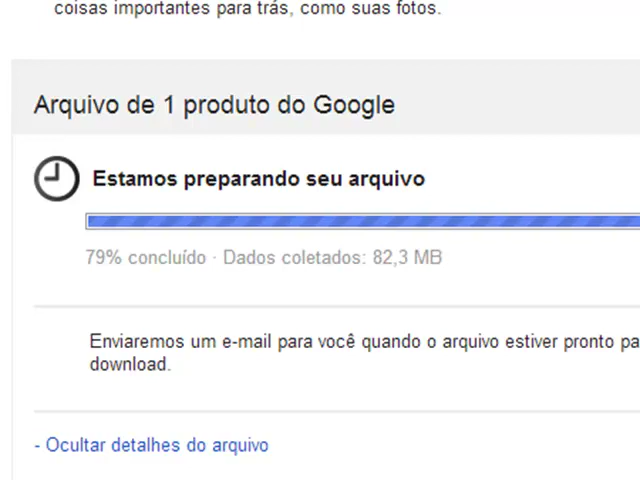 coisas importantes para trás, como suas fotos.
Arquivo de 1 produto do Google
Estamos preparando seu arquivo
79% concluído · Dados coletados: 82,3 MB
Enviaremos um e-mail para você quando o arquivo estiver pronto pa
download.
- Ocultar detalhes do arquivo